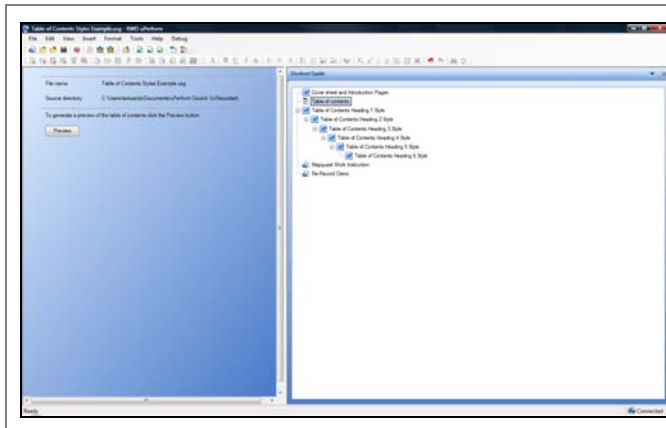 Table of Contents Styles Example.usg - RWD uPerform
File Edit View Insert Format Tools Help Debug
File name: Table of Contents Styles Example.usg
Source directory:
To generate a preview of the table of contents click the Preview button.
Preview
Cover sheet and Introduction Pages
Table of contents
Table of Contents Heading 1 Style
Table of Contents Heading 2 Style
Table of Contents Heading 3 Style
Table of Contents Heading 4 Style
Table of Contents Heading 5 Style
Table of Contents Heading 6 Style
Mapquest Work Instruction
Re-Record Demo
Ready
Connected